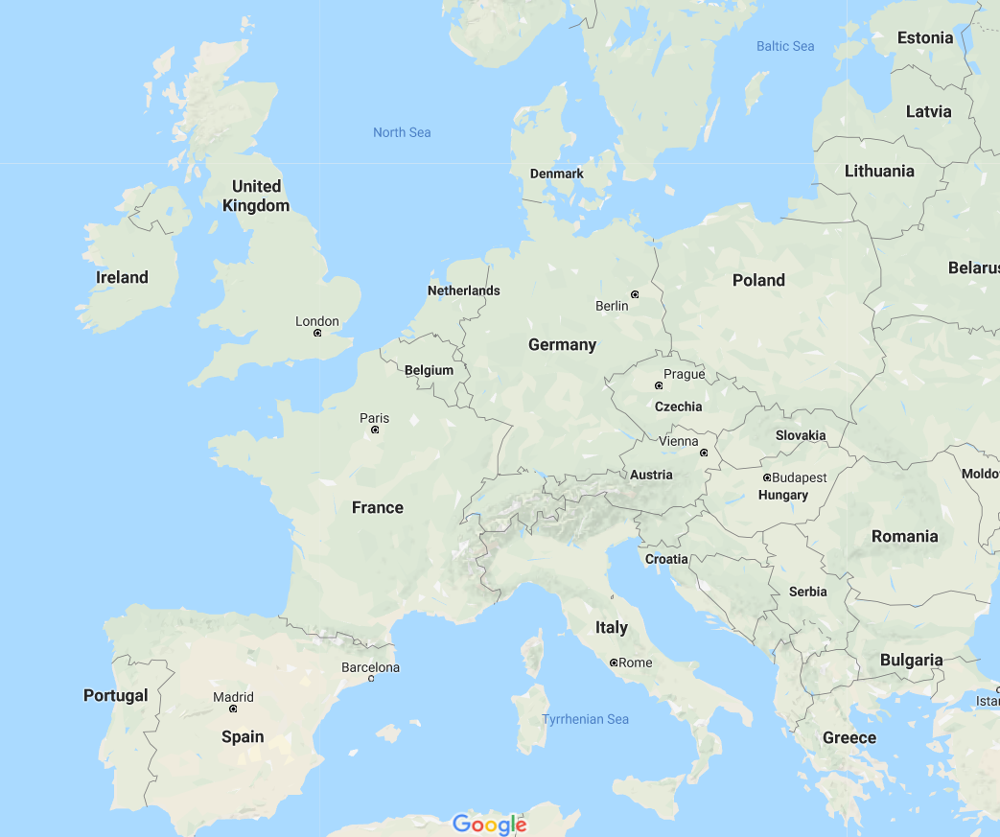 Estonia
Baltic Sea
Latvia
North Sea
Denmark
Lithuania
United
Kingdom
Belarus
Ireland
Poland
Netherlands
Berlin
London
Germany
Belgium
Prague
Czechia
Paris
Slovakia
Vienna
Austria
Budapest
Hungary
Moldov
France
Romania
Croatia
Serbia
Italy
Bulgaria
Rome
Barcelona
Portugal
Madrid
Istan
Tyrrhenian Sea
Spain
Greece
Google